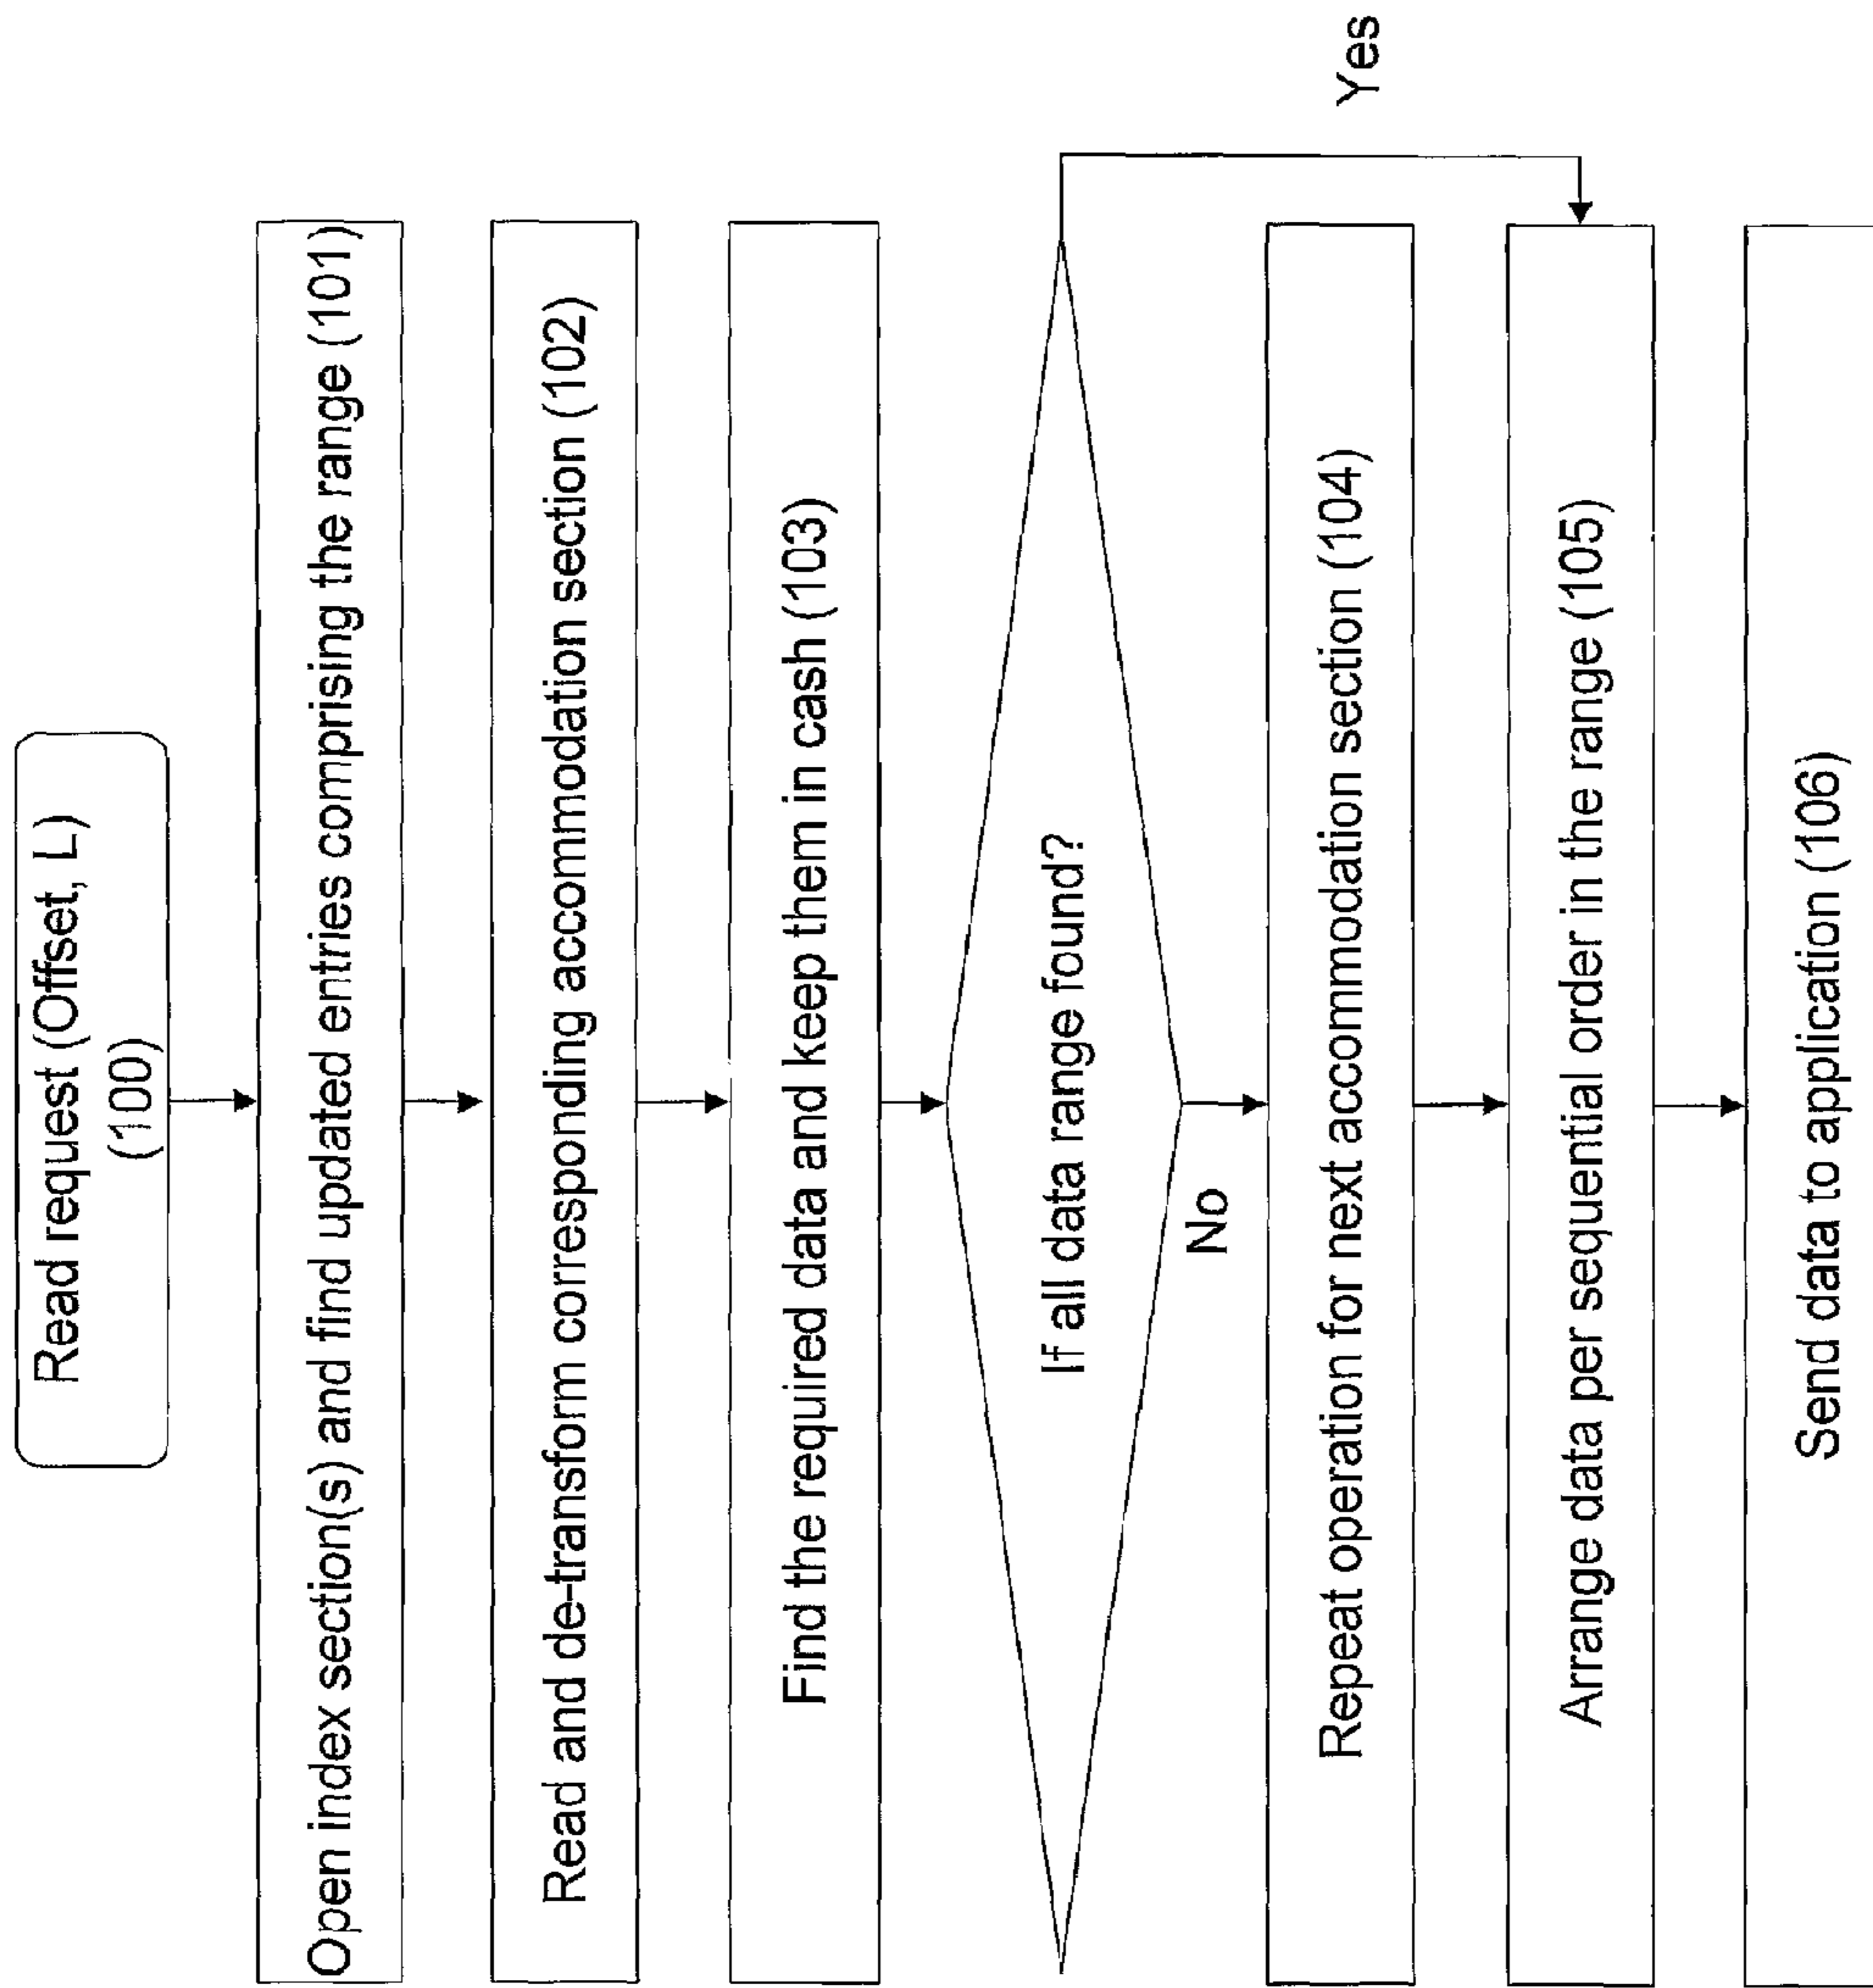 Read request (Offset, L)
(100)
Open index section(s) and find updated entries comprising the range (101)
Read and de-transform corresponding accommodation section (102)
Find the required data and keep them in cash (103)
If all data range found?
Yes
No
Repeat operation for next accommodation section (104)
Arrange data per sequential order in the range (105)
Send data to application (106)